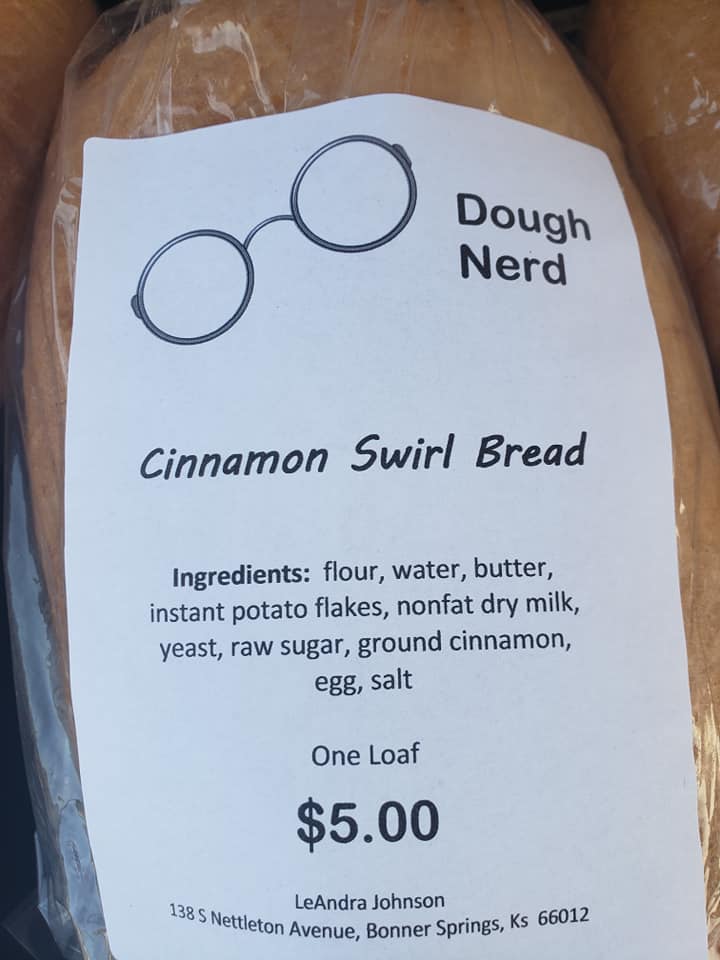 Dough
Nerd
Cinnamon Swirl Bread
Ingredients: flour, water, butter,
instant potato flakes, nonfat dry milk,
yeast, raw sugar, ground cinnamon,
egg, salt
One Loaf
$5.00
LeAndra Johnson
138 S Nettleton Avenue, Bonner Springs, Ks 66012